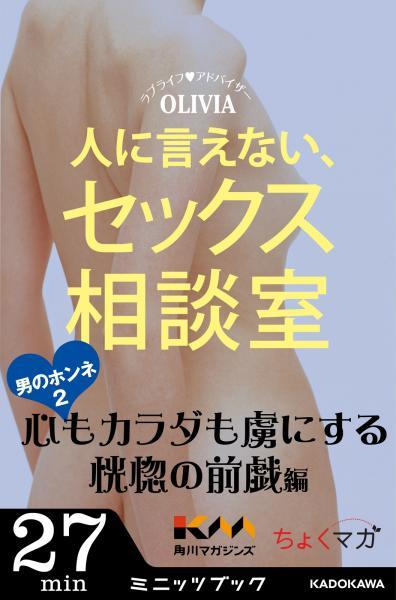 ラブライフ♥アドバイザー
OLIVIA
人に言えない、
セックス
相談室
男のホンネ
2
心もカラダも虜にする
恍惚の前戯編
KM
角川マガジンズ
ちょくマガ
27
min
ミニッツブック
KADOKAWA